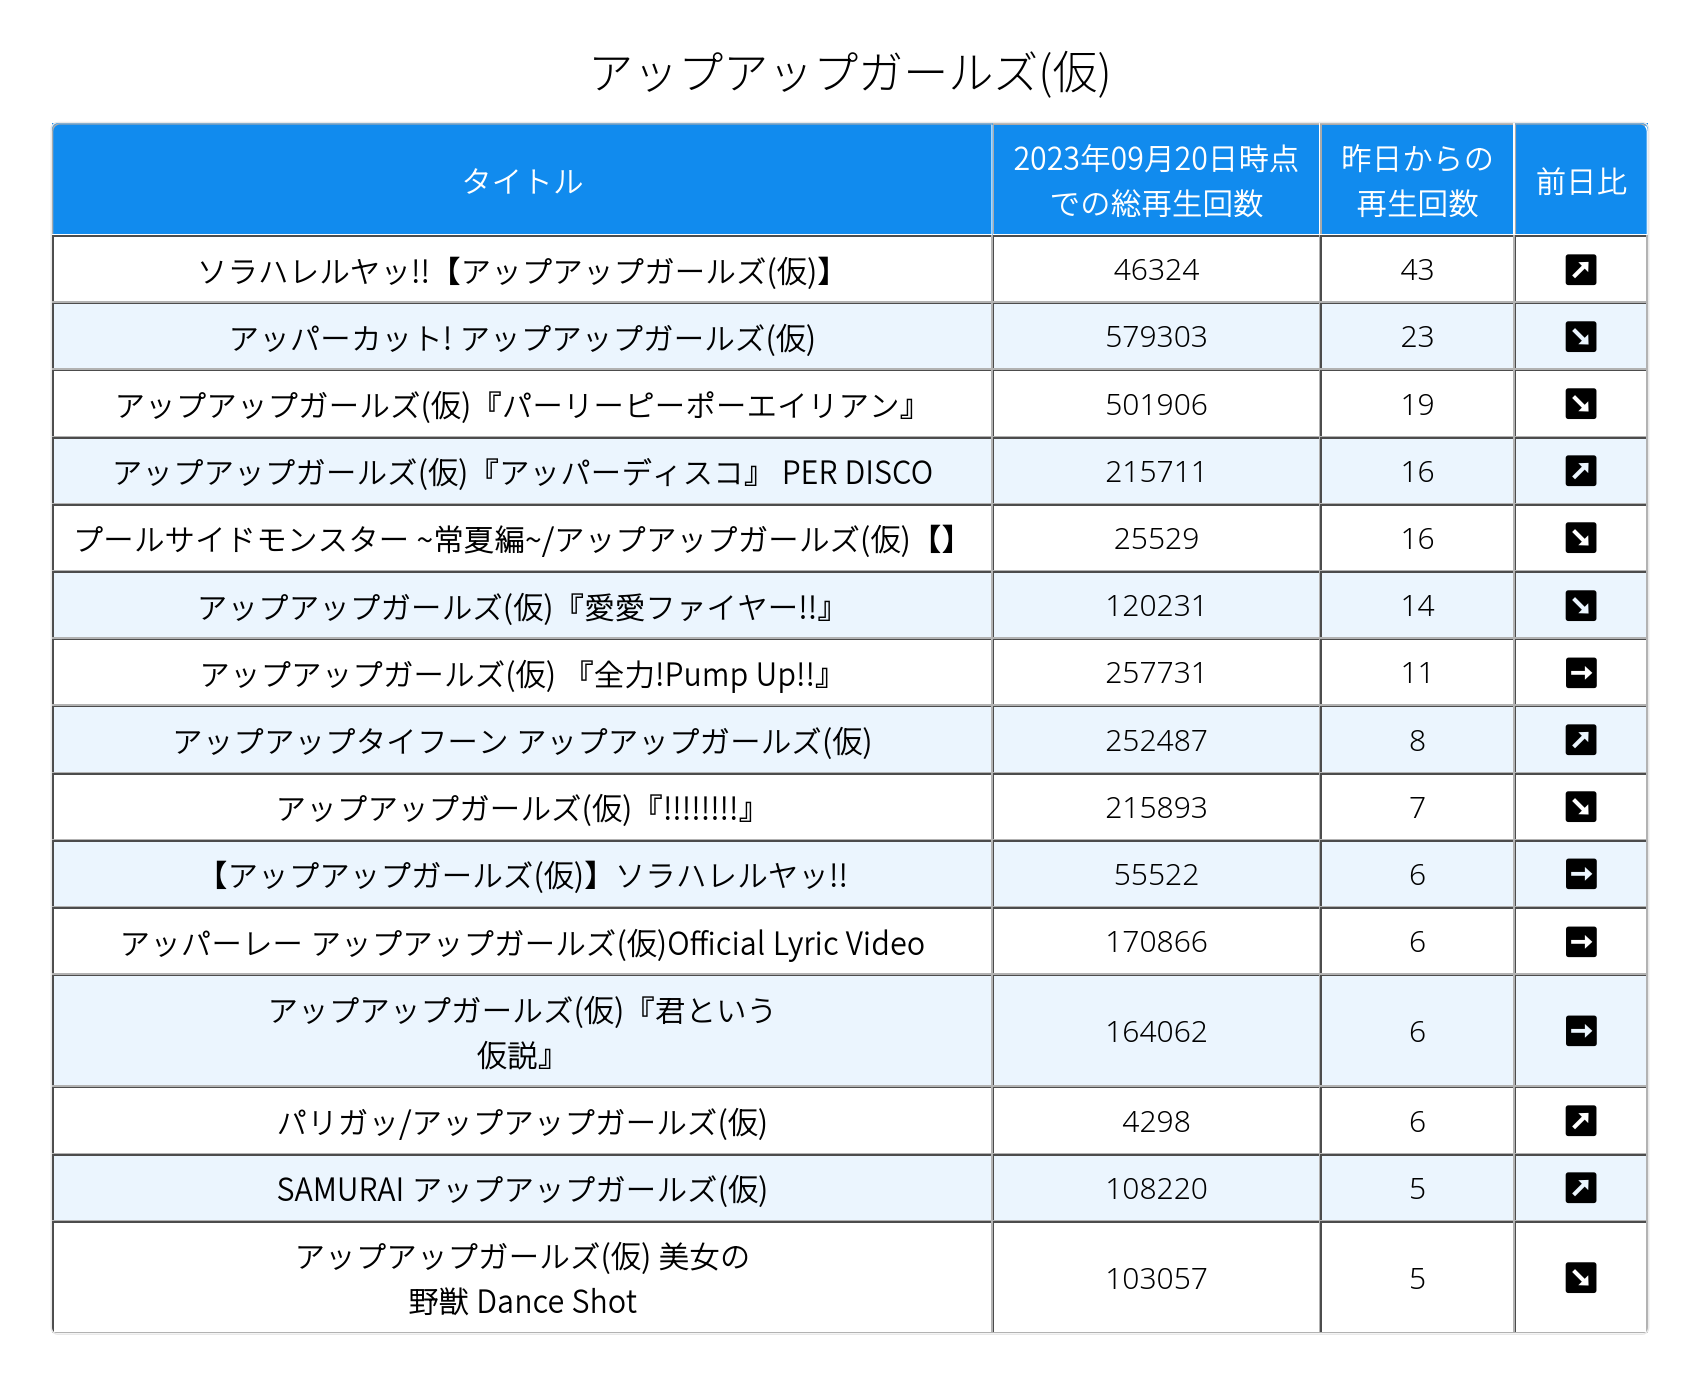 アップアップガールズ(仮)
タイトル
2023年09月20日時点
での総再生回数
昨日からの
再生回数
前日比
ソラハレルヤッ!!【アップアップガールズ(仮)】 46324 43 ↗
アッパーカット! アップアップガールズ(仮) 579303 23 ↘
アップアップガールズ(仮)『パーリーピーポーエイリアン』 501906 19 ↘
アップアップガールズ(仮)『アッパーディスコ』 PER DISCO 215711 16 ↗
プールサイドモンスター ~常夏編~/アップアップガールズ(仮)【】 25529 16 ↘
アップアップガールズ(仮)『愛愛ファイヤー!!』 120231 14 ↘
アップアップガールズ(仮) 『全力!Pump Up!!』 257731 11 →
アップアップタイフーン アップアップガールズ(仮) 252487 8 ↗
アップアップガールズ(仮)『!!!!!!!!』 215893 7 ↘
【アップアップガールズ(仮)】ソラハレルヤッ!! 55522 6 →
アッパーレー アップアップガールズ(仮)Official Lyric Video 170866 6 →
アップアップガールズ(仮)『君という
仮説』 164062 6 →
パリガッ/アップアップガールズ(仮) 4298 6 ↗
SAMURAI アップアップガールズ(仮) 108220 5 ↗
アップアップガールズ(仮) 美女の
野獣 Dance Shot 103057 5 ↘